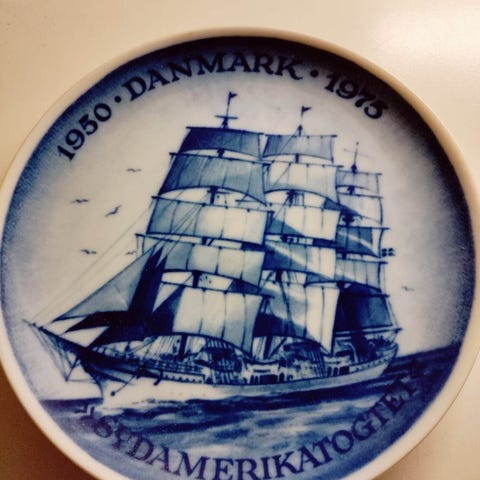 1950 · DANMARK · 1975
"SYDAMERIKATOGTET"